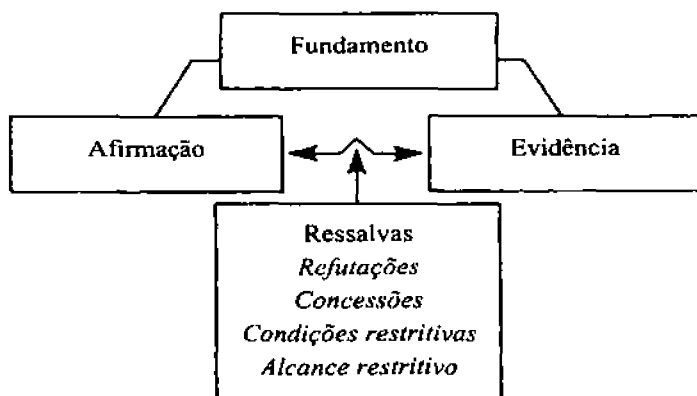 Fundamento
Afirmação
Evidência
Ressalvas
Refutações
Concessões
Condições restritivas
Alcance restritivo